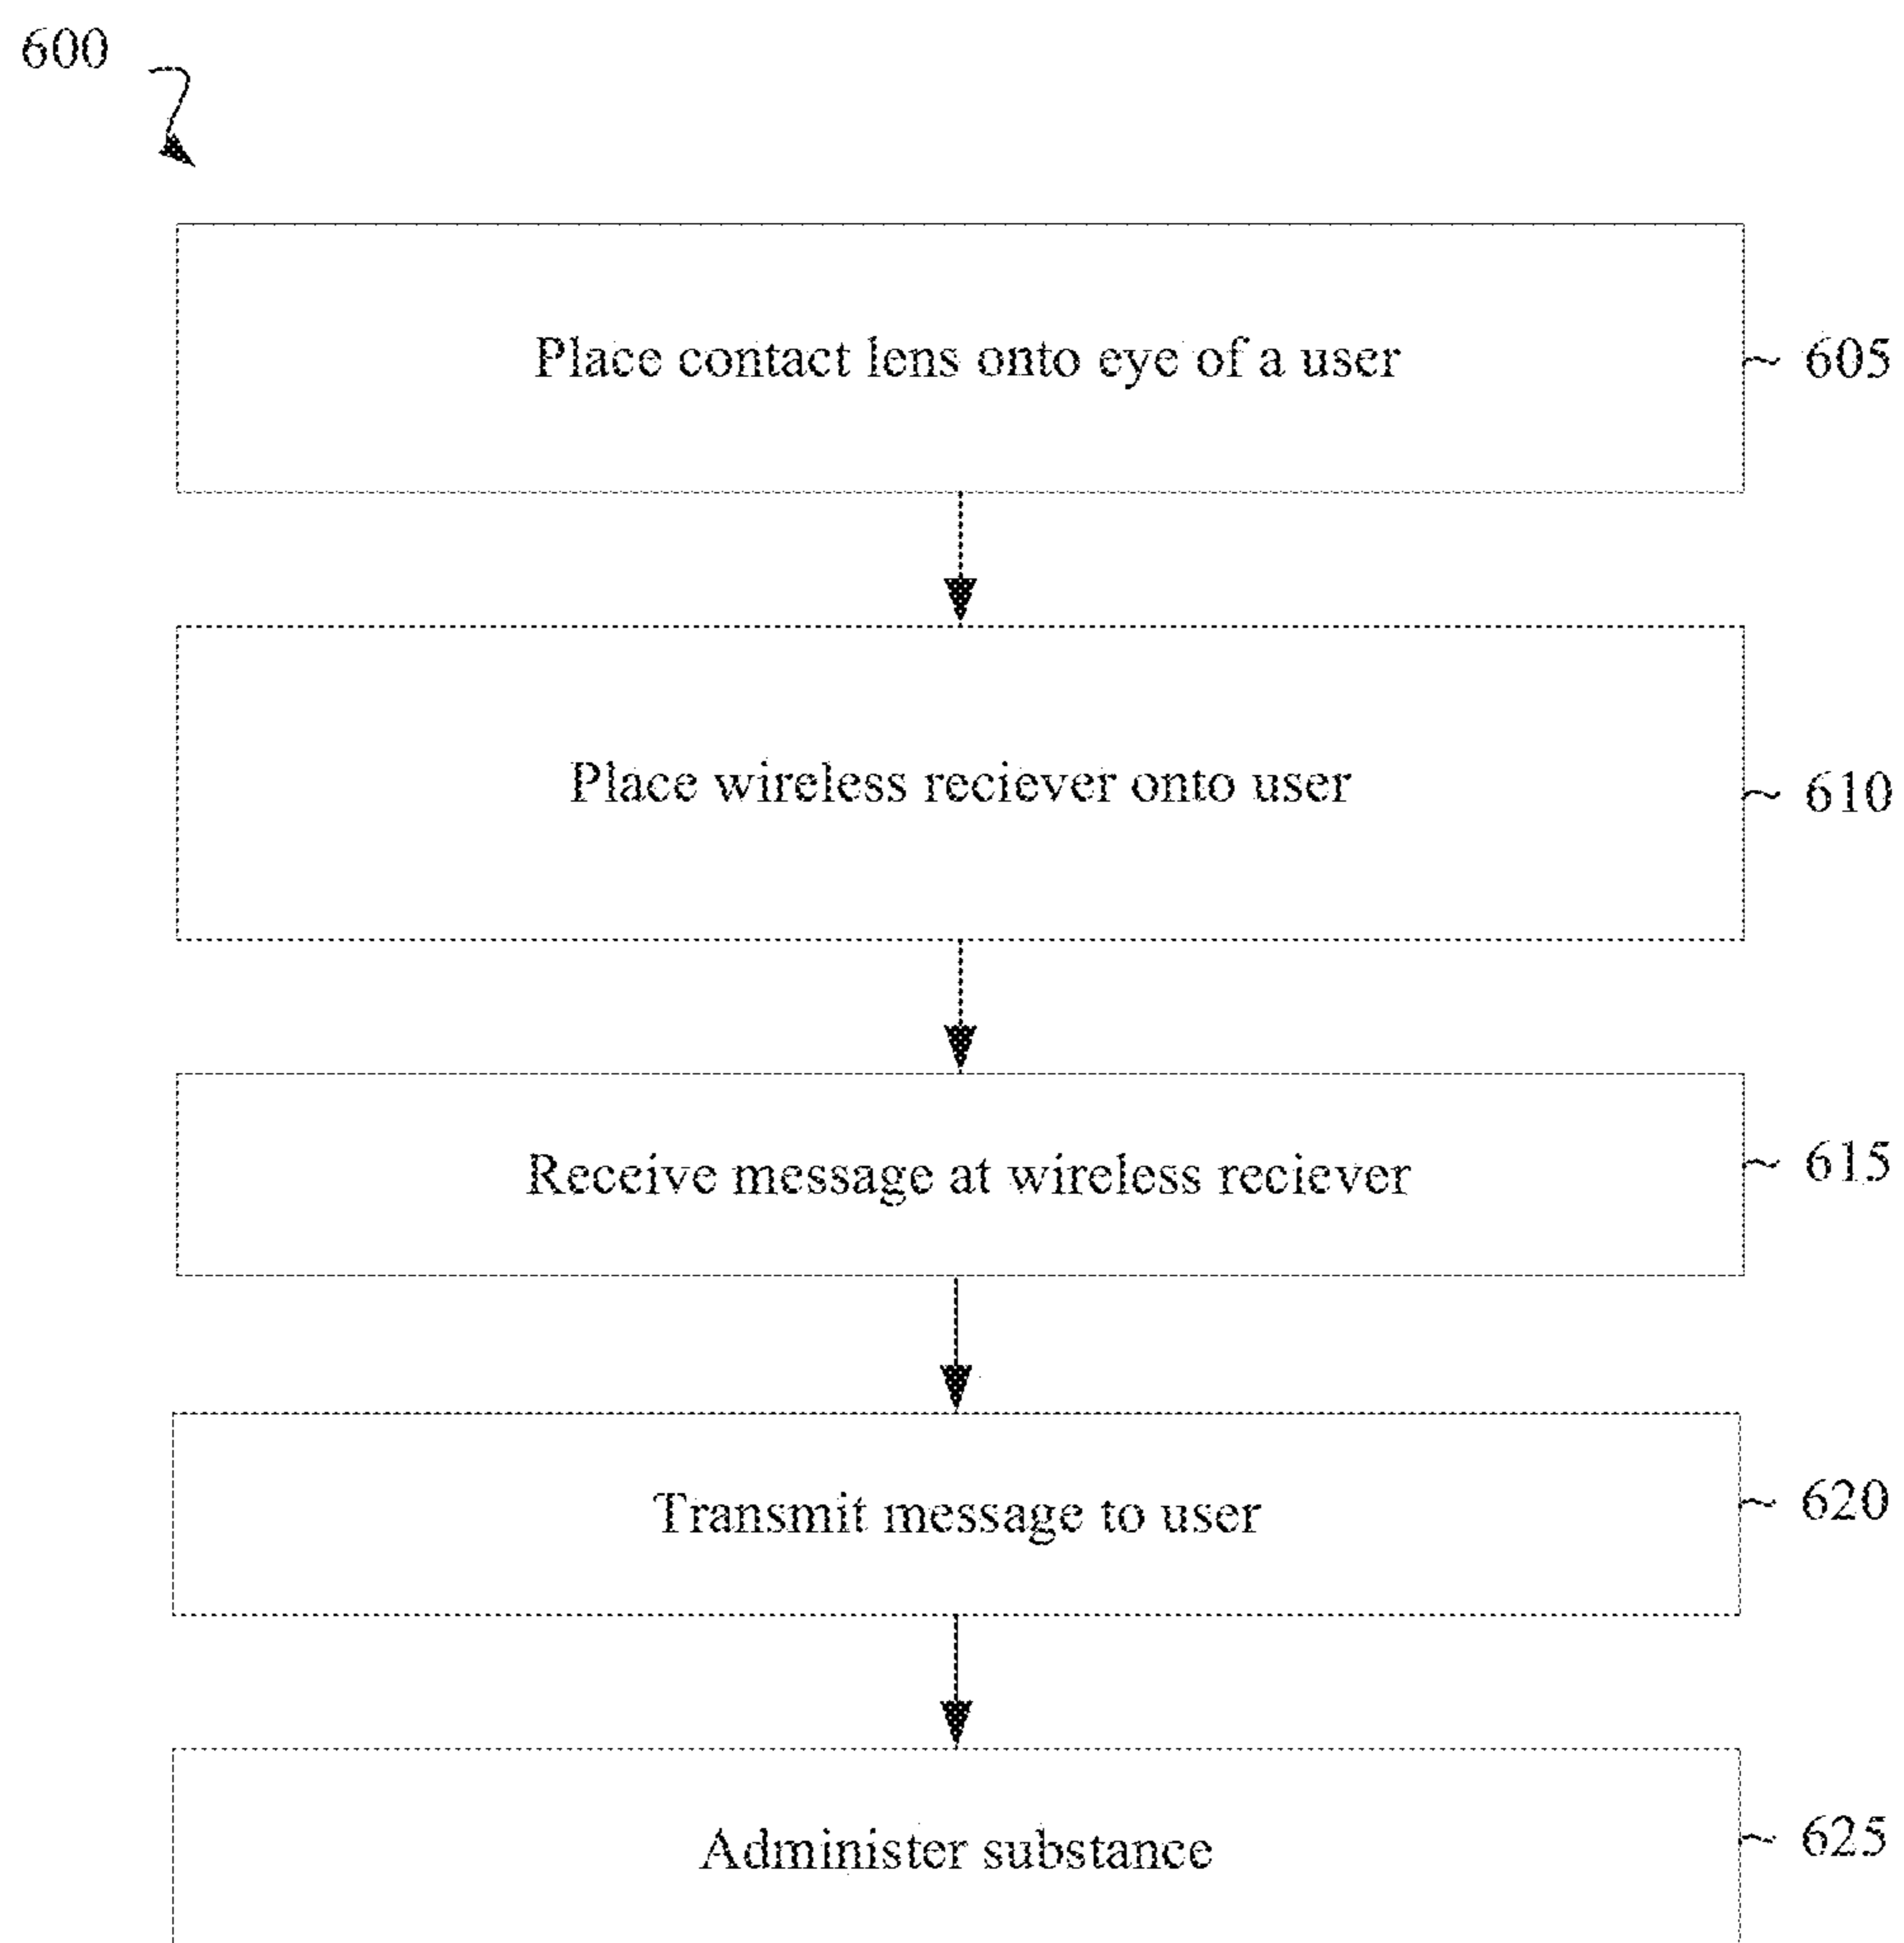 600
Place contact lens onto eye of a user
605
Place wireless reciever onto user
610
Receive message at wireless reciever
615
Transmit message to user
620
Administer substance
625